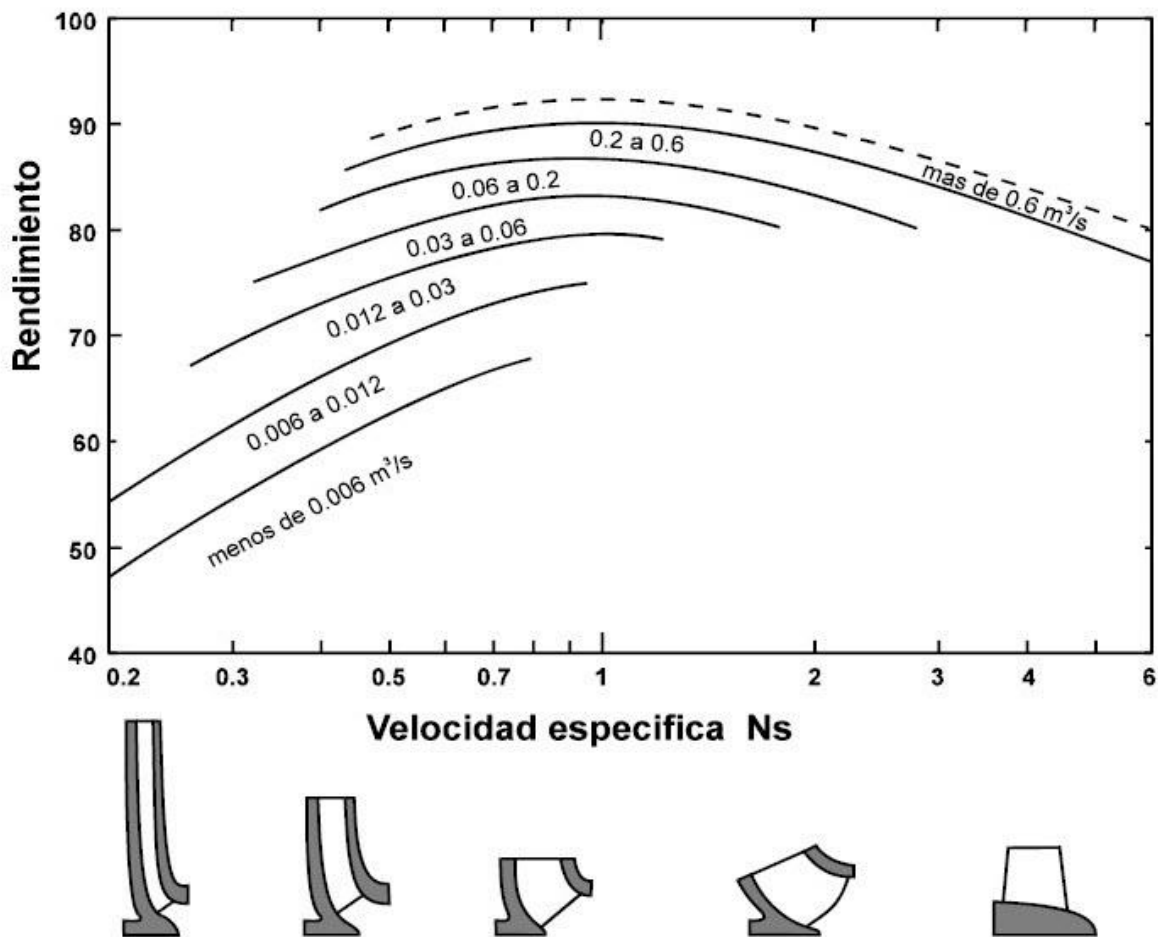 100
90
80
70
60
50
40
Rendimiento
0.2 a 0.6
mas de 0.6 m³/s
0.06 a 0.2
0.03 a 0.06
0.012 a 0.03
0.006 a 0.012
menos de 0.006 m³/s
0.2 0.3 0.5 0.7 1 2 3 4 6
Velocidad especifica Ns